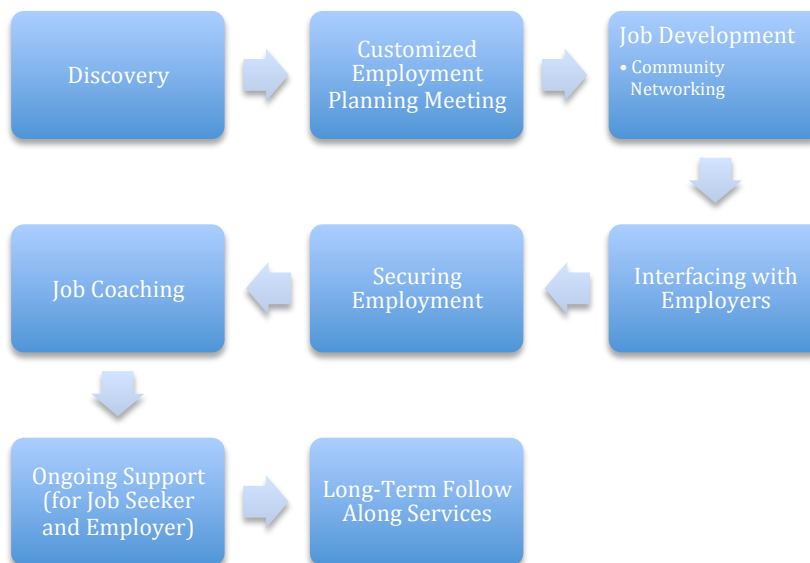 Discovery
Customized
Employment
Planning Meeting
Job Development
• Community
Networking
Interfacing with
Employers
Securing
Employment
Job Coaching
Ongoing Support
(for Job Seeker
and Employer)
Long-Term Follow
Along Services